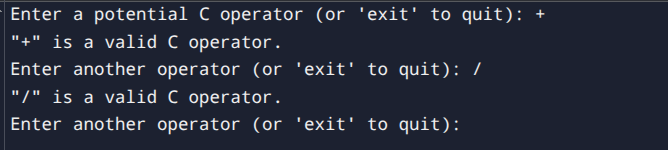 Enter a potential C operator (or 'exit' to quit): +
"+" is a valid C operator.
Enter another operator (or 'exit' to quit): /
"/" is a valid C operator.
Enter another operator (or 'exit' to quit):